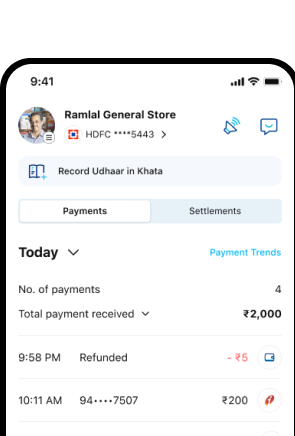 9:41
Ramlal General Store
HDFC ****5443
Record Udhaar in Khata
Payments Settlements
Today Payment Trends
No. of payments 4
Total payment received ₹2,000
9:58 PM Refunded - ₹5
10:11 AM 94····7507 ₹200